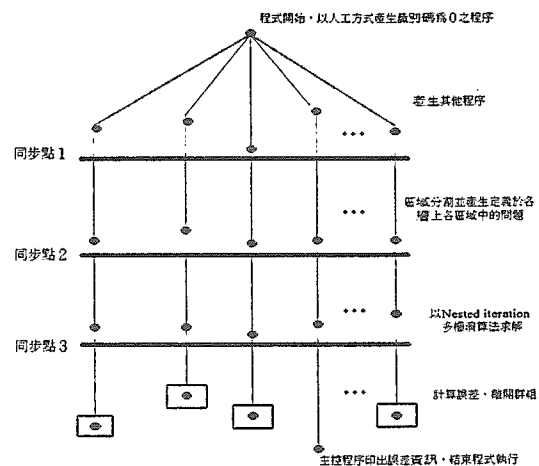 程式開始，以人工方式產生識別碼為0之程序
產生其他程序
同步點 1
區域分割並產生定義於各
層上各區域中的問題
同步點 2
以Nested iteration
多柵演算法求解
同步點 3
計算誤差、離開群組
主控程序印出誤差資訊，結束程式執行